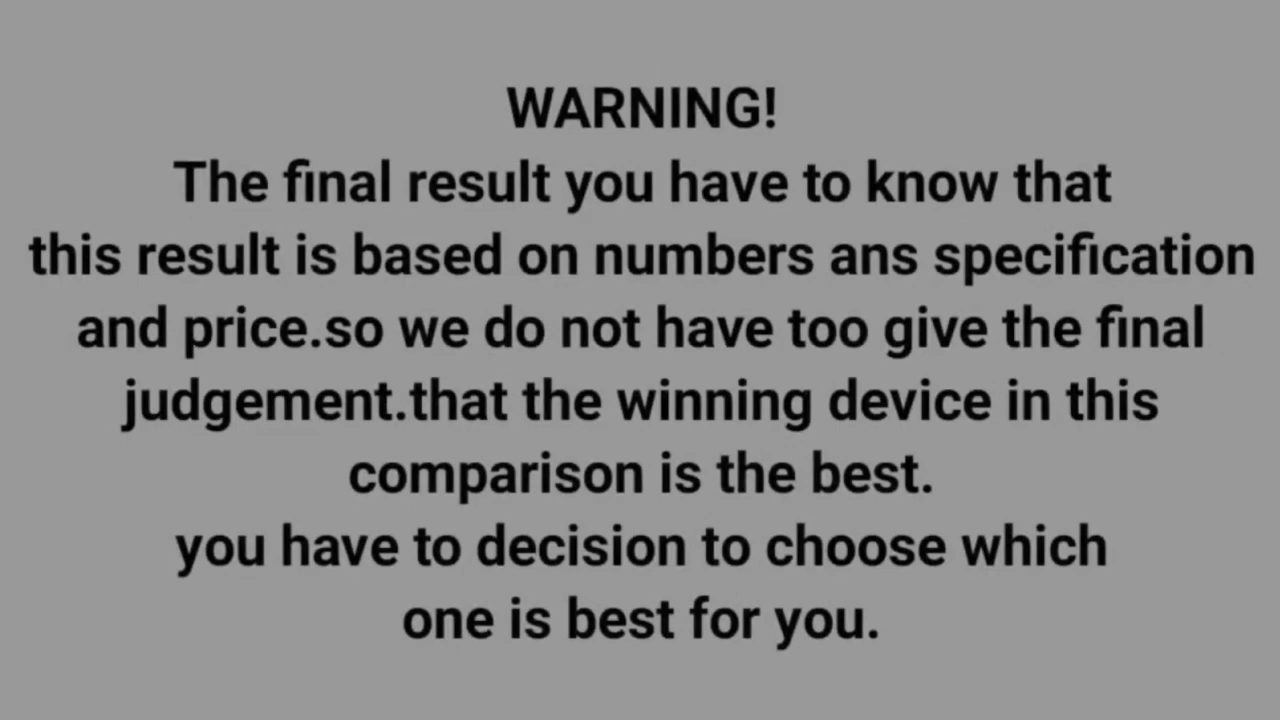 WARNING!
The final result you have to know that
this result is based on numbers ans specification
and price.so we do not have too give the final
judgement.that the winning device in this
comparison is the best.
you have to decision to choose which
one is best for you.